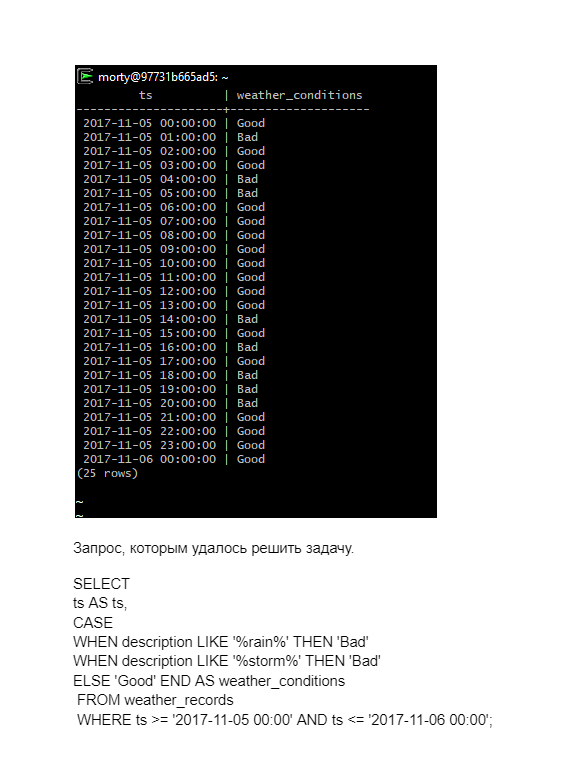 morty@97731b665ad5: ~
ts | weather_conditions
---------------------+--------------------
2017-11-05 00:00:00 | Good
2017-11-05 01:00:00 | Bad
2017-11-05 02:00:00 | Good
2017-11-05 03:00:00 | Good
2017-11-05 04:00:00 | Bad
2017-11-05 05:00:00 | Bad
2017-11-05 06:00:00 | Good
2017-11-05 07:00:00 | Good
2017-11-05 08:00:00 | Good
2017-11-05 09:00:00 | Good
2017-11-05 10:00:00 | Good
2017-11-05 11:00:00 | Good
2017-11-05 12:00:00 | Good
2017-11-05 13:00:00 | Good
2017-11-05 14:00:00 | Bad
2017-11-05 15:00:00 | Good
2017-11-05 16:00:00 | Bad
2017-11-05 17:00:00 | Good
2017-11-05 18:00:00 | Bad
2017-11-05 19:00:00 | Bad
2017-11-05 20:00:00 | Bad
2017-11-05 21:00:00 | Good
2017-11-05 22:00:00 | Good
2017-11-05 23:00:00 | Good
2017-11-06 00:00:00 | Good
(25 rows)
~
~
Запрос, которым удалось решить задачу.
SELECT
ts AS ts,
CASE
WHEN description LIKE '%rain%' THEN 'Bad'
WHEN description LIKE '%storm%' THEN 'Bad'
ELSE 'Good' END AS weather_conditions
FROM weather_records
WHERE ts >= '2017-11-05 00:00' AND ts <= '2017-11-06 00:00';